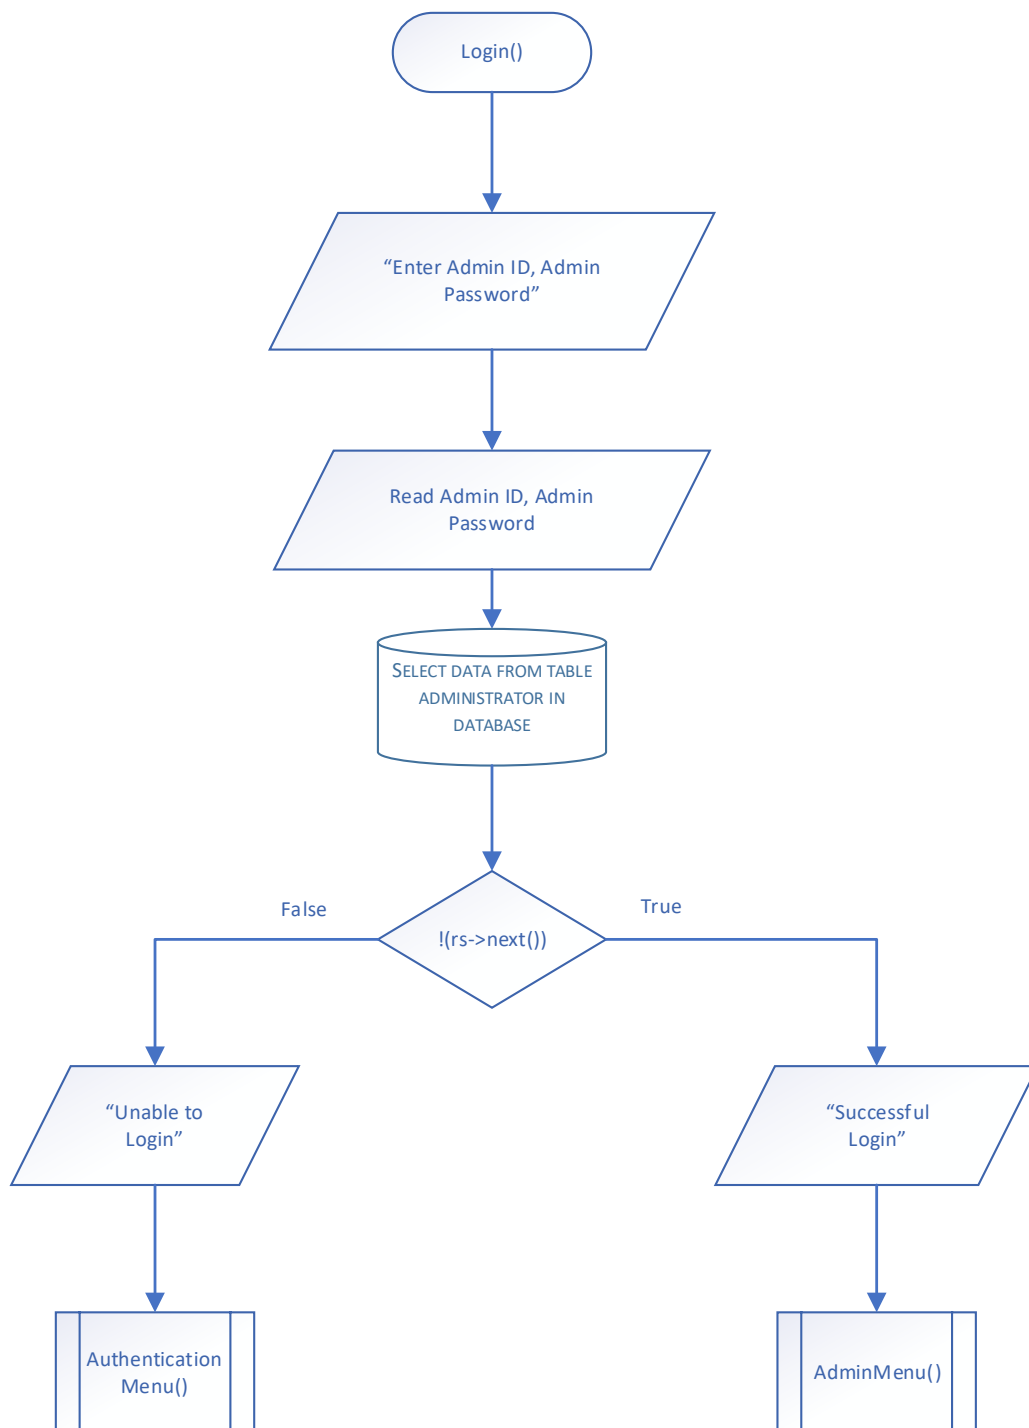 Login()
“Enter Admin ID, Admin
Password”
Read Admin ID, Admin
Password
SELECT DATA FROM TABLE
ADMINISTRATOR IN
DATABASE
False
True
!(rs->next())
“Unable to
Login”
“Successful
Login”
Authentication
Menu()
AdminMenu()